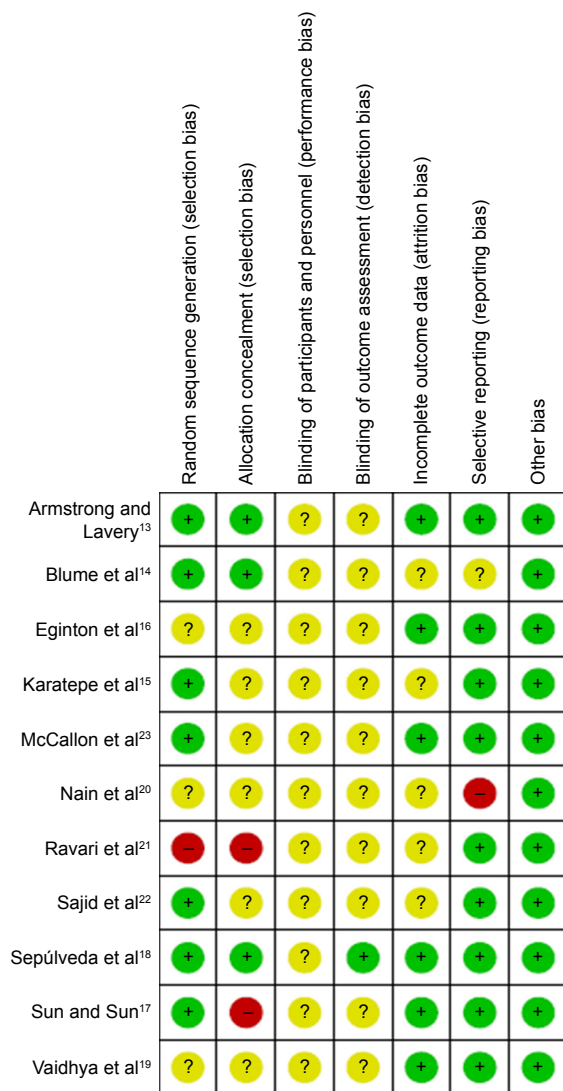 Random sequence generation (selection bias)
Allocation concealment (selection bias)
Blinding of participants and personnel (performance bias)
Blinding of outcome assessment (detection bias)
Incomplete outcome data (attrition bias)
Selective reporting (reporting bias)
Other bias
Armstrong and
Lavery¹³ + + ? ? + + +
Blume et al¹⁴ + + ? ? ? ? +
Eginton et al¹⁶ ? ? ? ? + + +
Karatepe et al¹⁵ + ? ? ? ? + +
McCallon et al²³ + ? ? ? + + +
Nain et al²⁰ ? ? ? ? ? – +
Ravari et al²¹ – – ? ? ? + +
Sajid et al²² + ? ? ? ? + +
Sepúlveda et al¹⁸ + + ? + + + +
Sun and Sun¹⁷ + – ? ? + + +
Vaidhya et al¹⁹ ? ? ? ? + + +